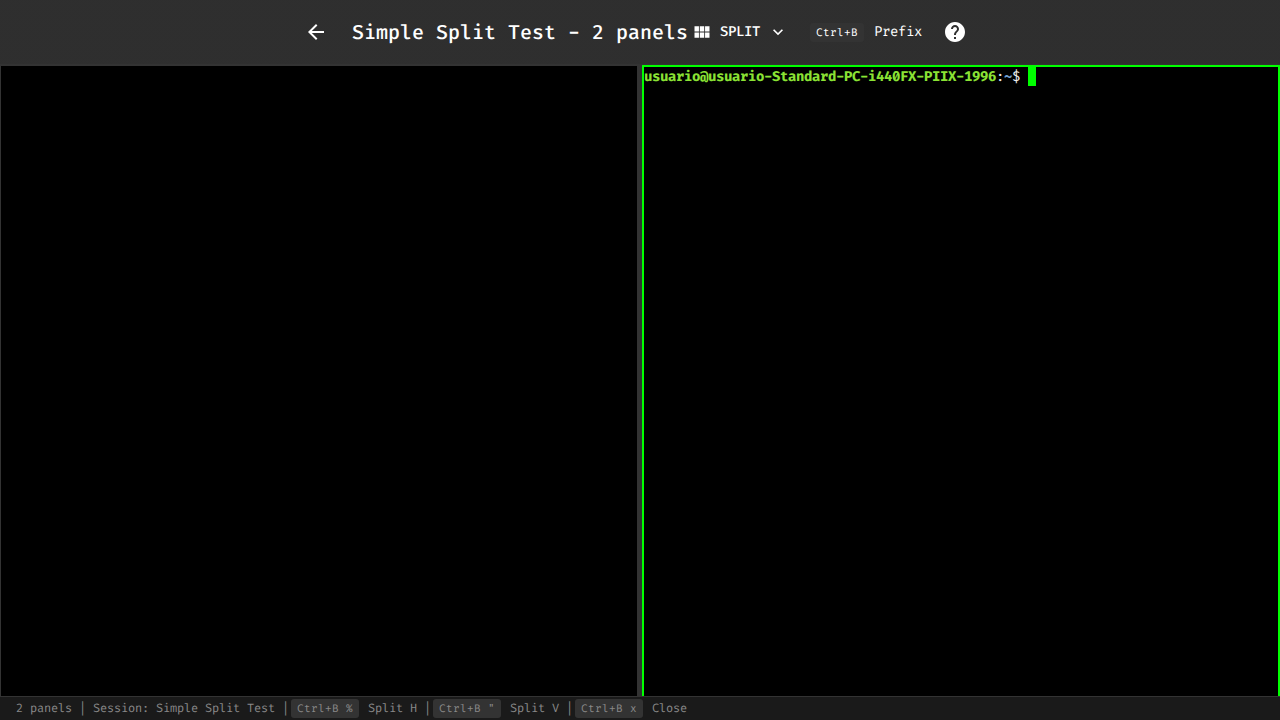 Simple Split Test - 2 panels SPLIT Ctrl+B Prefix ?
usuario@usuario-Standard-PC-i440FX-PIIX-1996:~$
2 panels | Session: Simple Split Test | Ctrl+B % Split H | Ctrl+B " Split V | Ctrl+B x Close